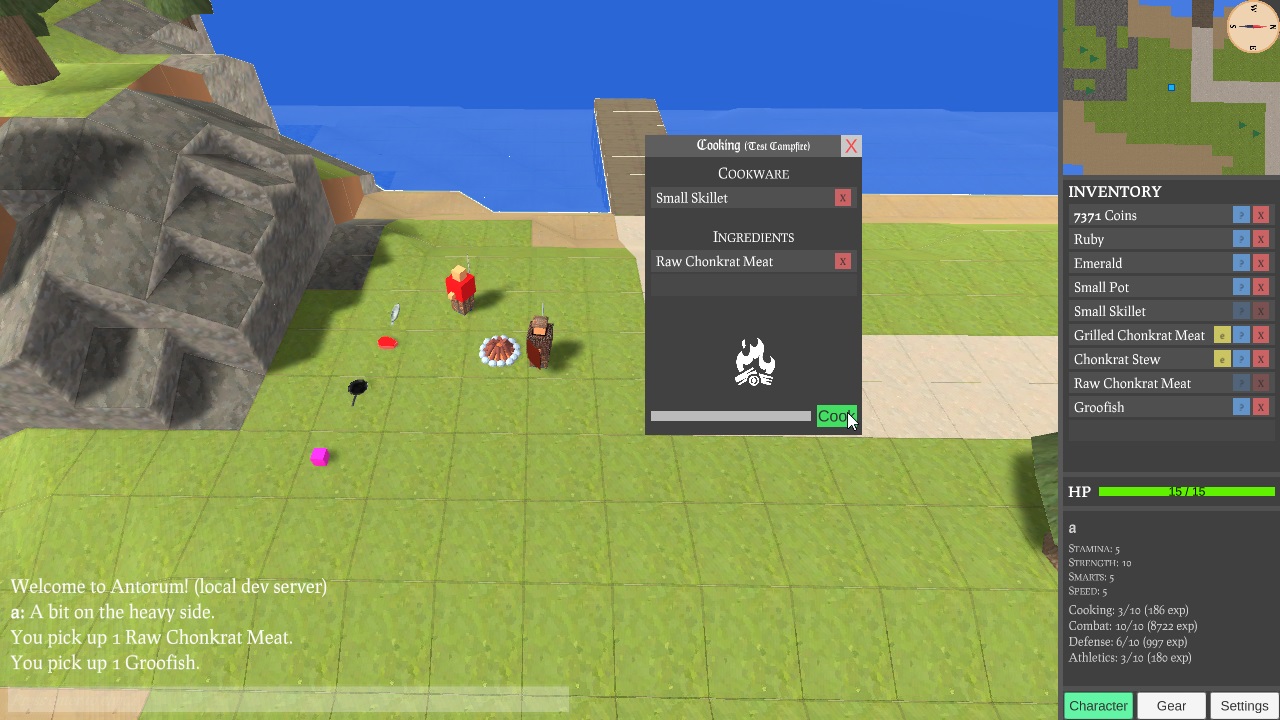 Cooking (Test Campfire) X
Cookware
Small Skillet X
Ingredients
Raw Chonkrat Meat X
Cook
W
S N
E
INVENTORY
7371 Coins ? X
Ruby ? X
Emerald ? X
Small Pot ? X
Small Skillet ? X
Grilled Chonkrat Meat e ? X
Chonkrat Stew e ? X
Raw Chonkrat Meat ? X
Groofish ? X
HP 15 / 15
a
Stamina: 5
Strength: 10
Smarts: 5
Speed: 5
Cooking: 3/10 (186 exp)
Combat: 10/10 (8722 exp)
Defense: 6/10 (997 exp)
Athletics: 3/10 (180 exp)
Character Gear Settings
Welcome to Antorum! (local dev server)
a: A bit on the heavy side.
You pick up 1 Raw Chonkrat Meat.
You pick up 1 Groofish.